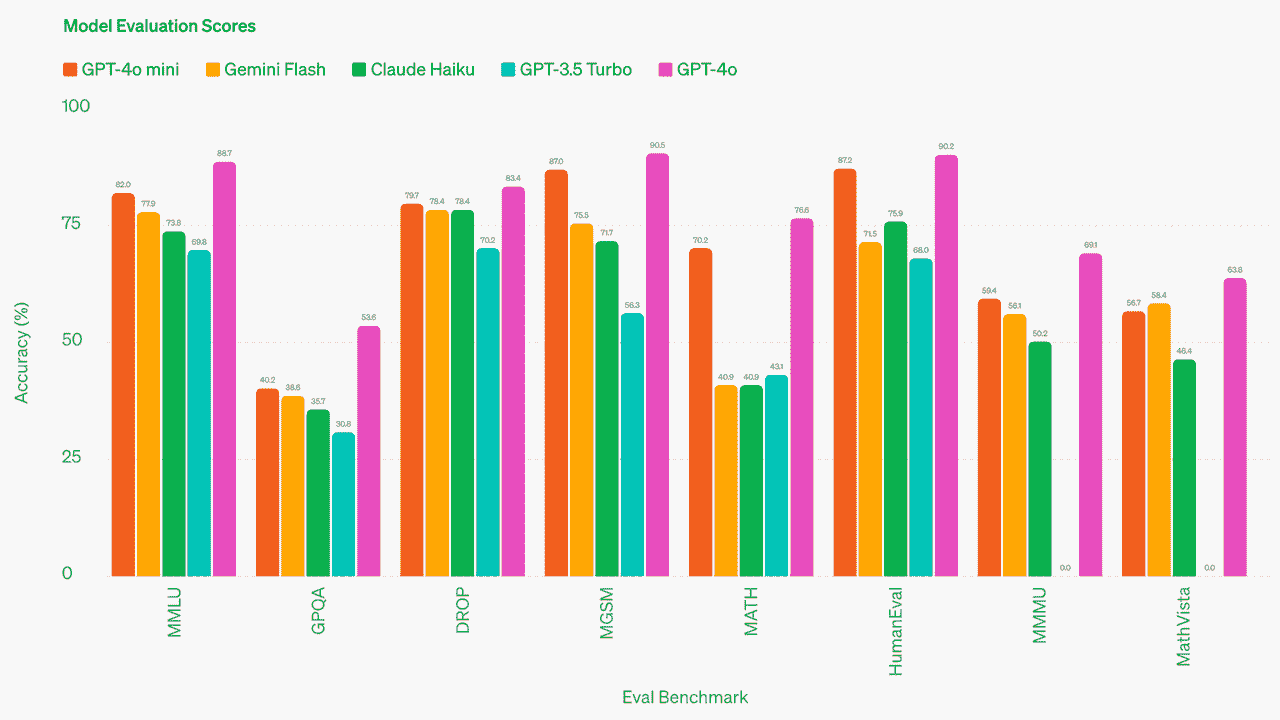 Model Evaluation Scores
GPT-4o mini Gemini Flash Claude Haiku GPT-3.5 Turbo GPT-4o
100
75
50
25
0
Accuracy (%)
82.0 77.9 73.8 69.8 88.7
40.2 38.6 35.7 30.8 53.6
79.7 78.4 78.4 70.2 83.4
87.0 75.5 71.7 56.3 90.5
70.2 40.9 40.9 43.1 76.6
87.2 71.5 75.9 68.0 90.2
59.4 56.1 50.2 0.0 69.1
56.7 58.4 46.4 0.0 63.8
MMLU
GPQA
DROP
MGSM
MATH
HumanEval
MMMU
MathVista
Eval Benchmark